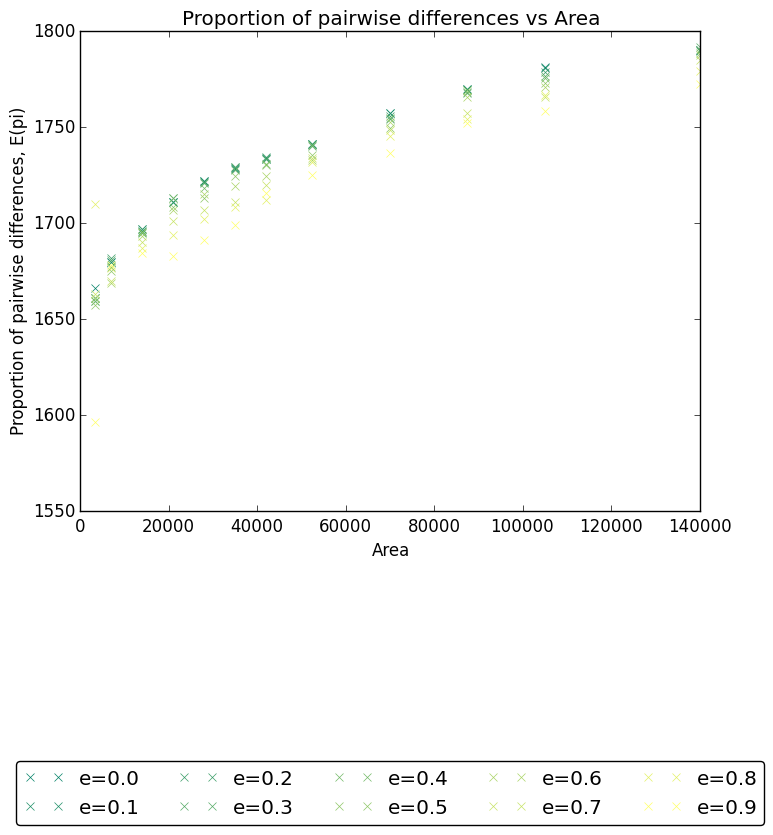 Proportion of pairwise differences vs Area
Proportion of pairwise differences, E(pi)
1800
1750
1700
1650
1600
1550
0 20000 40000 60000 80000 100000 120000 140000
Area
e=0.0 e=0.2 e=0.4 e=0.6 e=0.8
e=0.1 e=0.3 e=0.5 e=0.7 e=0.9